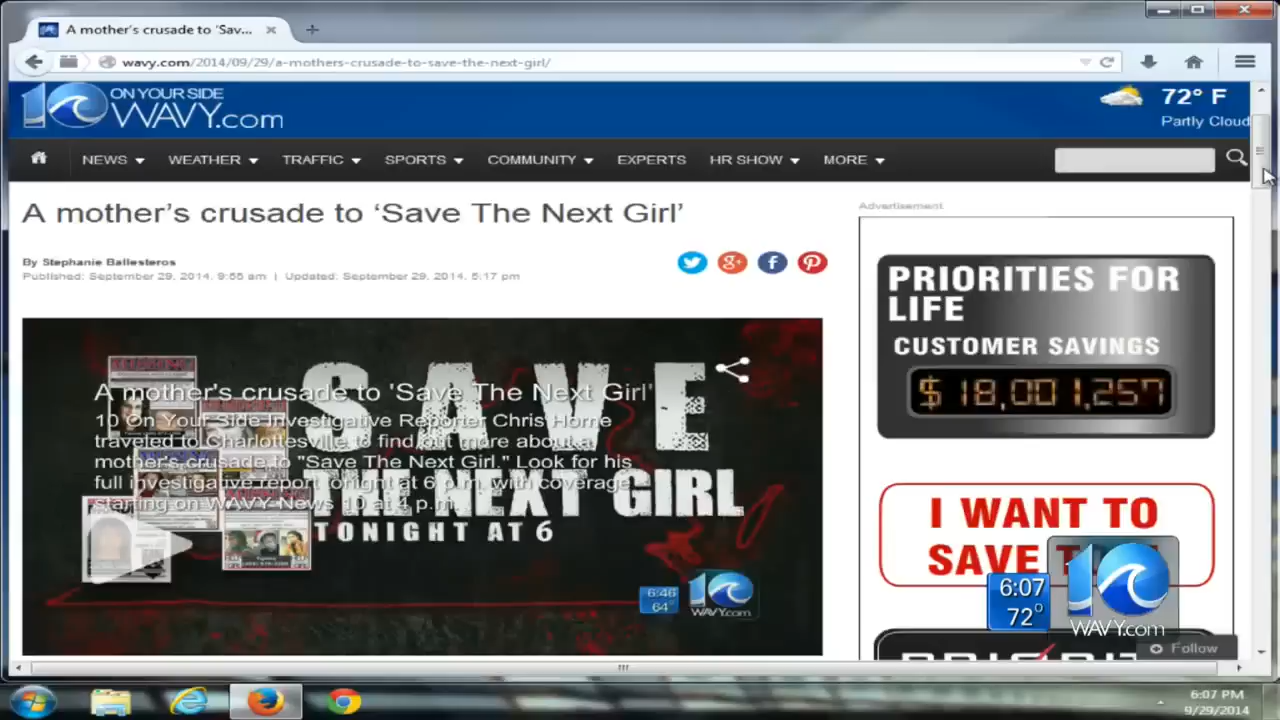 A mother's crusade to 'Sav...
wavy.com/2014/09/29/a-mothers-crusade-to-save-the-next-girl/
10 ON YOUR SIDE
WAVY.com
72° F
Partly Cloud
NEWS WEATHER TRAFFIC SPORTS COMMUNITY EXPERTS HR SHOW MORE
A mother's crusade to 'Save The Next Girl'
Advertisement
By Stephanie Ballesteros
Published: September 29, 2014, 9:55 am | Updated: September 29, 2014, 5:17 pm
SAVE
THE NEXT GIRL
TONIGHT AT 6
A mother's crusade to 'Save The Next Girl'
10 On Your Side Investigative Reporter Chris Horne
traveled to Charlottesville to find out more about a
mother's crusade to "Save The Next Girl." Look for his
full investigative report tonight at 6 p.m. with coverage
starting on WAVY News 10 at 4 p.m.
6:46
64
10
WAVY.com
PRIORITIES FOR
LIFE
CUSTOMER SAVINGS
$18,001,257
I WANT TO
SAVE
6:07
72°
10
WAVY.com
Follow
6:07 PM
9/29/2014